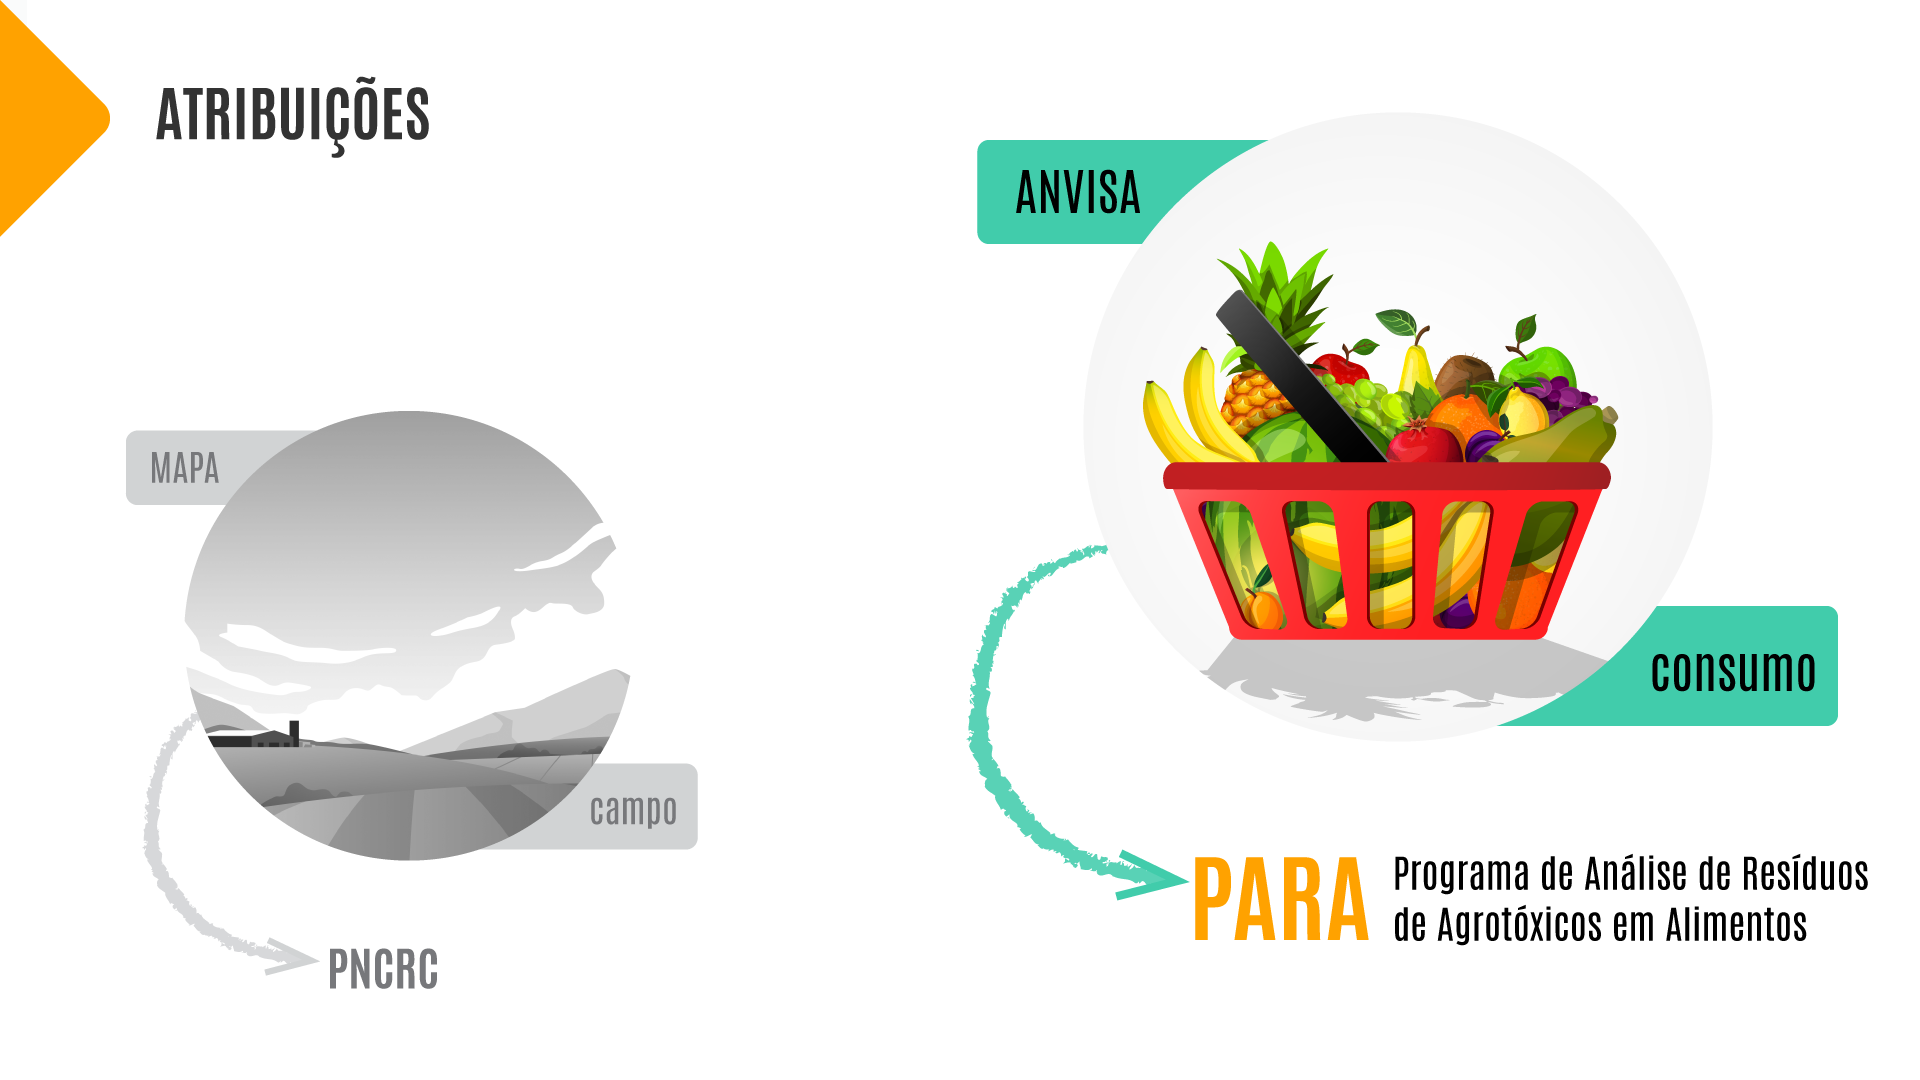 ATRIBUIÇÕES
MAPA
campo
PNCRC
ANVISA
consumo
PARA
Programa de Análise de Resíduos
de Agrotóxicos em Alimentos